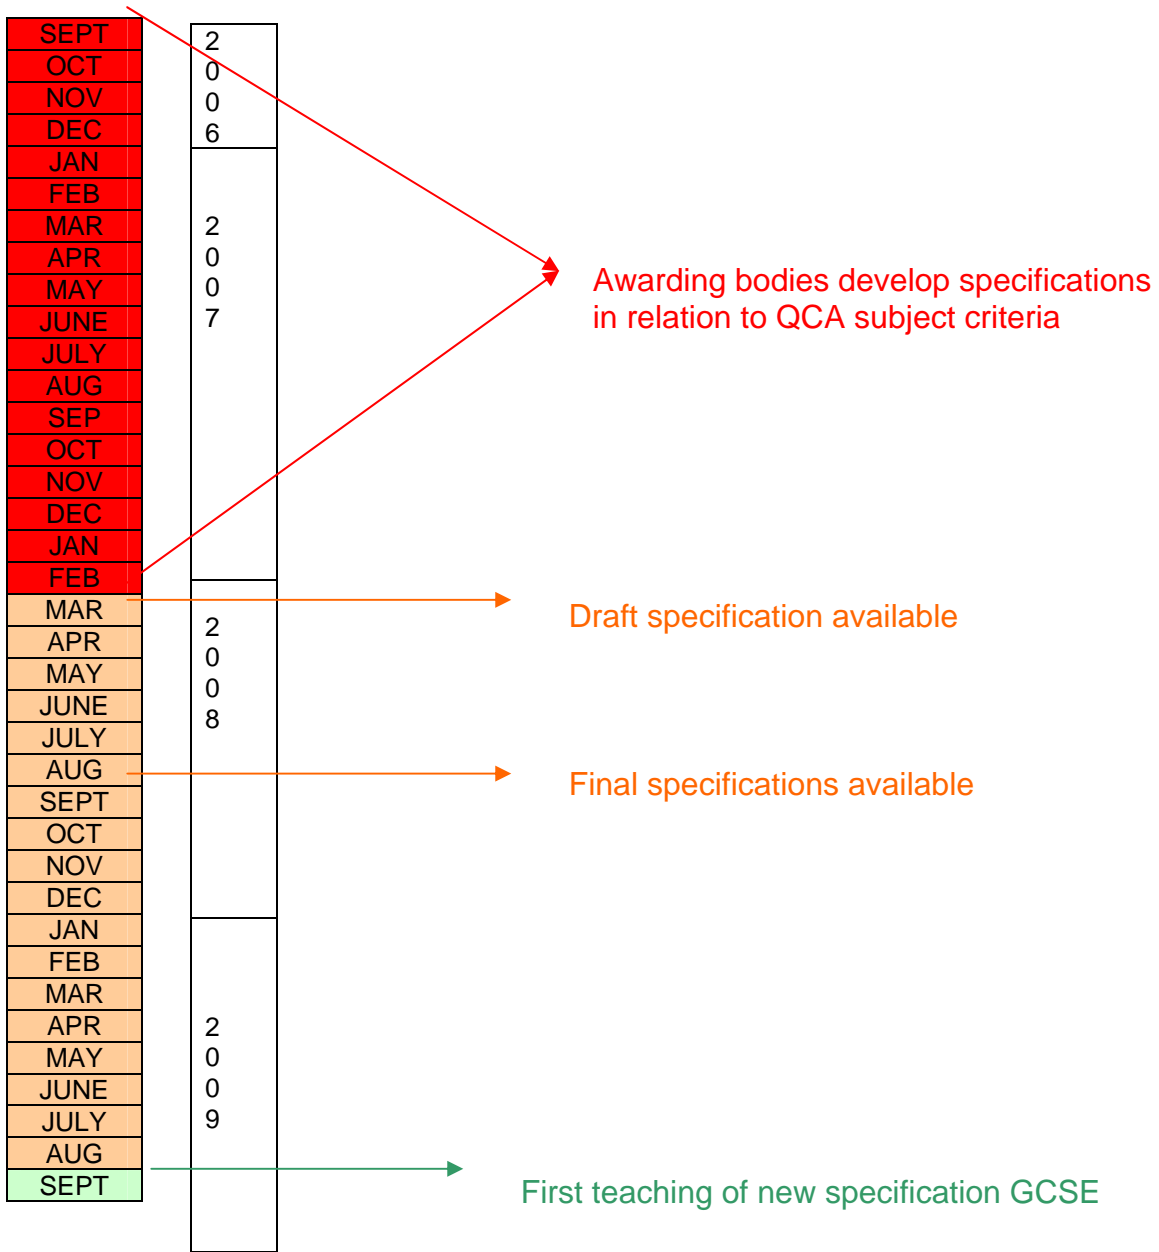 SEPT
OCT
NOV
DEC
JAN
FEB
MAR
APR
MAY
JUNE
JULY
AUG
SEP
OCT
NOV
DEC
JAN
FEB
MAR
APR
MAY
JUNE
JULY
AUG
SEPT
OCT
NOV
DEC
JAN
FEB
MAR
APR
MAY
JUNE
JULY
AUG
SEPT
2
0
0
6
2
0
0
7
2
0
0
8
2
0
0
9
Awarding bodies develop specifications
in relation to QCA subject criteria
Draft specification available
Final specifications available
First teaching of new specification GCSE